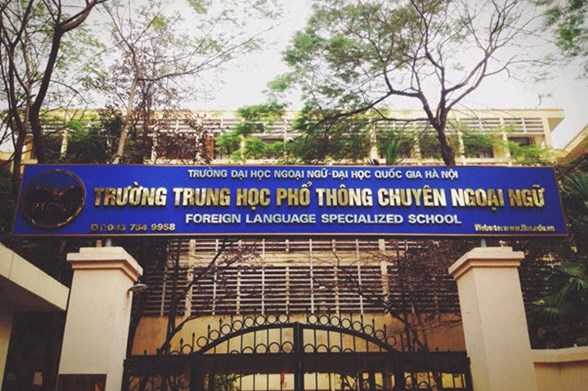 TRƯỜNG ĐẠI HỌC NGOẠI NGỮ-ĐẠI HỌC QUỐC GIA HÀ NỘI
TRƯỜNG TRUNG HỌC PHỔ THÔNG CHUYÊN NGOẠI NGỮ
FOREIGN LANGUAGE SPECIALIZED SCHOOL
Đt: 043 754 9958